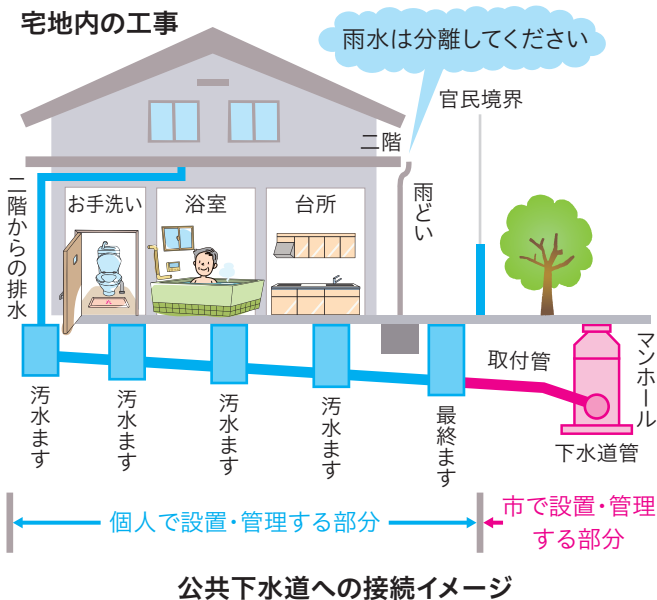 宅地内の工事
雨水は分離してください
官民境界
二階
二階からの排水
お手洗い
浴室
台所
雨どい
汚水ます
汚水ます
汚水ます
汚水ます
最終ます
取付管
マンホール
下水道管
個人で設置・管理する部分
市で設置・管理
する部分
公共下水道への接続イメージ